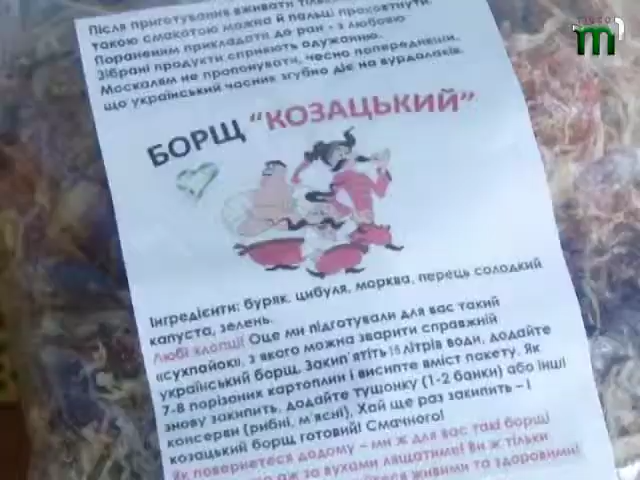 Після приготування вживати тільки
такою смакотою можна й пальці проковтнути.
Пораненим прикладати до ран - з любовю
Зібрані продукти сприяють одужанню.
Москалям не пропонувати, чесно попередивши,
що український часник згубно діє на вурдалаків.
БОРЩ "КОЗАЦЬКИЙ"
Інгредієнти: буряк, цибуля, морква, перець солодкий
капуста, зелень.
Любі хлопці! Оце ми підготували для вас такий
«сухпайок», з якого можна зварити справжній
український борщ. Закип'ятіть літрів води, додайте
7-8 порізаних картоплин і висипте вміст пакету. Як
знову закипить, додайте тушонку (1-2 банки) або інші
консерви (рибні, м'ясні). Хай ще раз закипить – і
козацький борщ готовий! Смачного!
Як повернетеся додому – ми ж для вас такі борщі
аж за вухами лящатиме! Ви ж тільки
живими та здоровими!